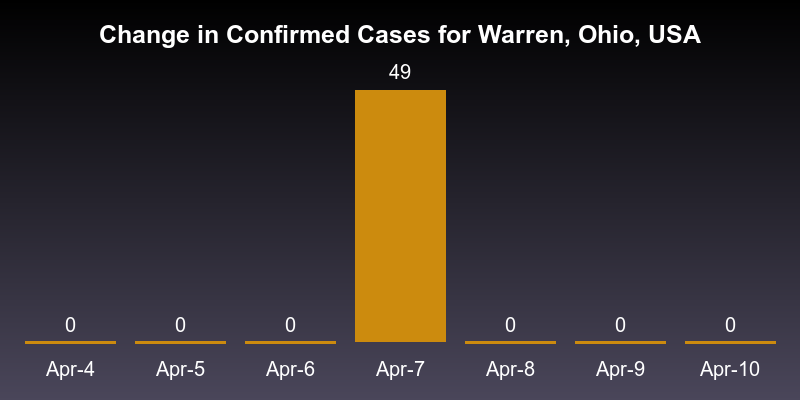 Change in Confirmed Cases for Warren, Ohio, USA
49
0 0 0 0 0 0
Apr-4 Apr-5 Apr-6 Apr-7 Apr-8 Apr-9 Apr-10